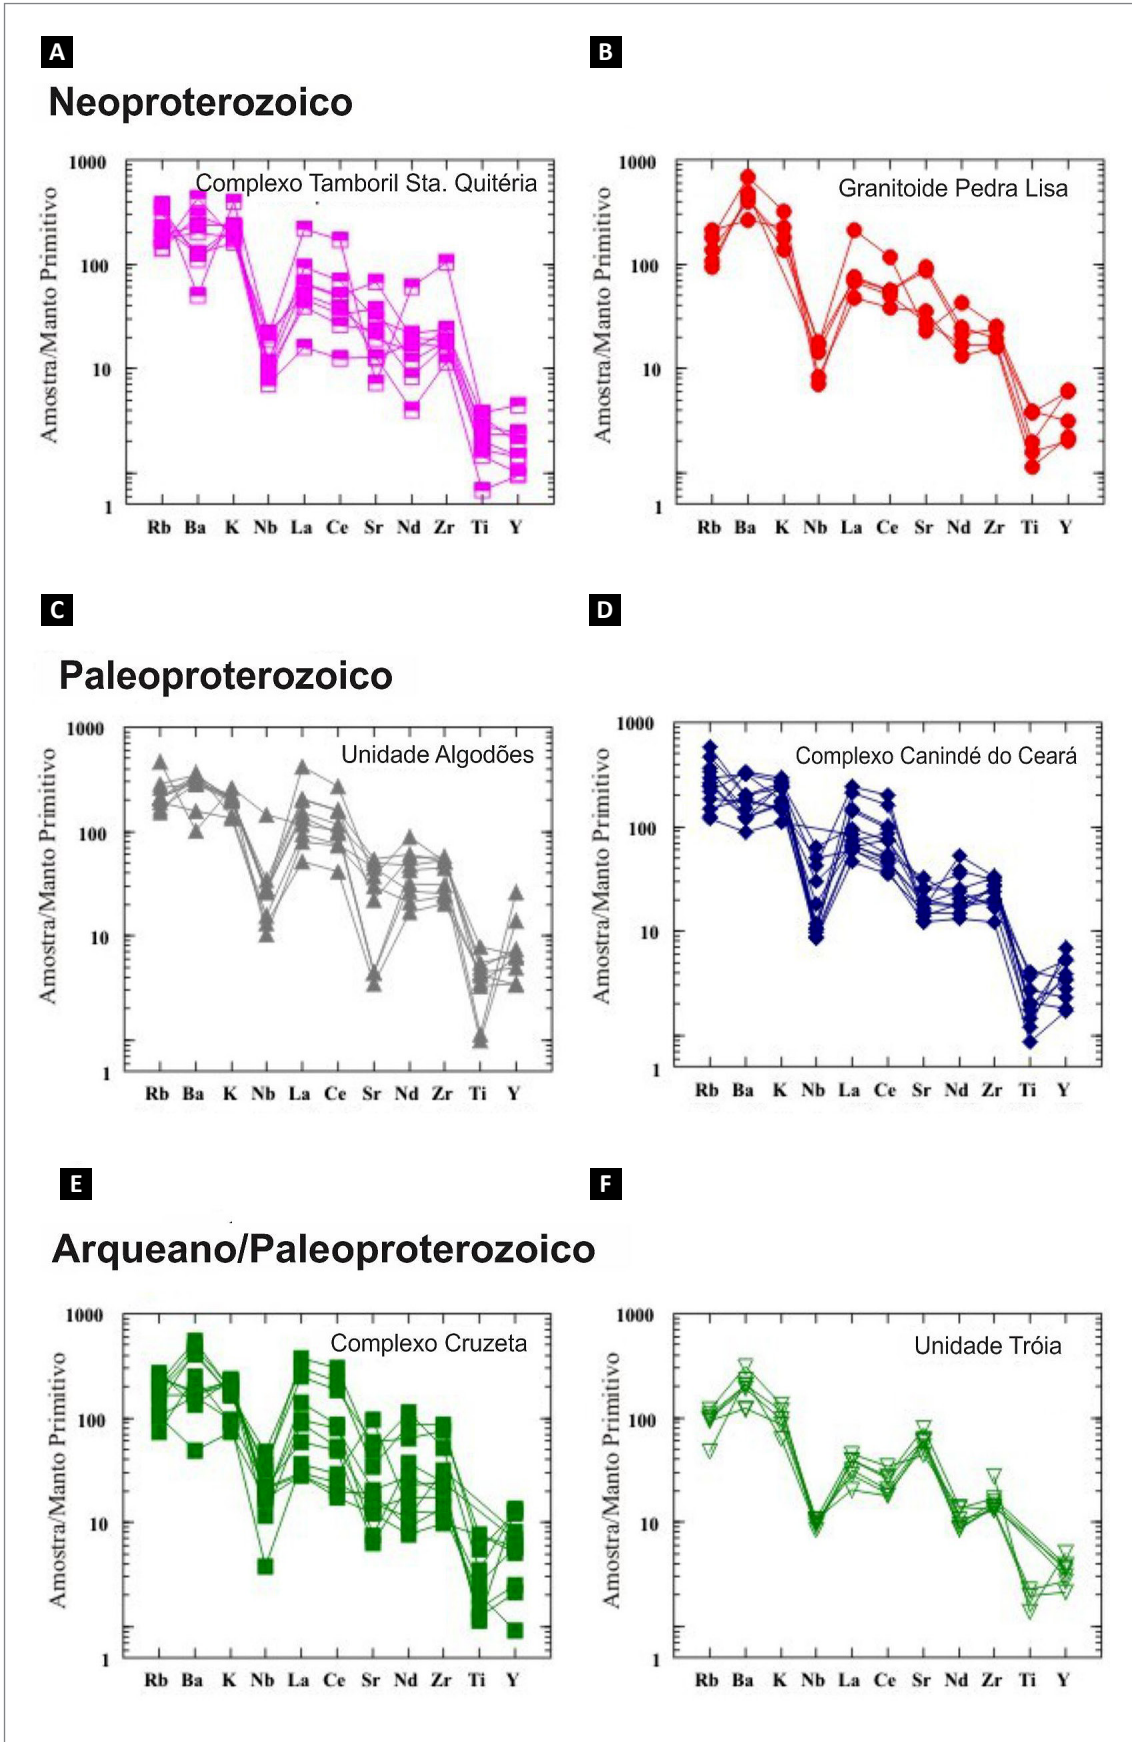 A
B
Neoproterozoico
1000
100
10
1
Amostra/Manto Primitivo
Complexo Tamboril Sta. Quitéria
Rb Ba K Nb La Ce Sr Nd Zr Ti Y
1000
100
10
1
Amostra/Manto Primitivo
Granitoide Pedra Lisa
Rb Ba K Nb La Ce Sr Nd Zr Ti Y
C
D
Paleoproterozoico
1000
100
10
1
Amostra/Manto Primitivo
Unidade Algodões
Rb Ba K Nb La Ce Sr Nd Zr Ti Y
1000
100
10
1
Amostra/Manto Primitivo
Complexo Canindé do Ceará
Rb Ba K Nb La Ce Sr Nd Zr Ti Y
E
F
Arqueano/Paleoproterozoico
1000
100
10
1
Amostra/Manto Primitivo
Complexo Cruzeta
Rb Ba K Nb La Ce Sr Nd Zr Ti Y
1000
100
10
1
Amostra/Manto Primitivo
Unidade Tróia
Rb Ba K Nb La Ce Sr Nd Zr Ti Y